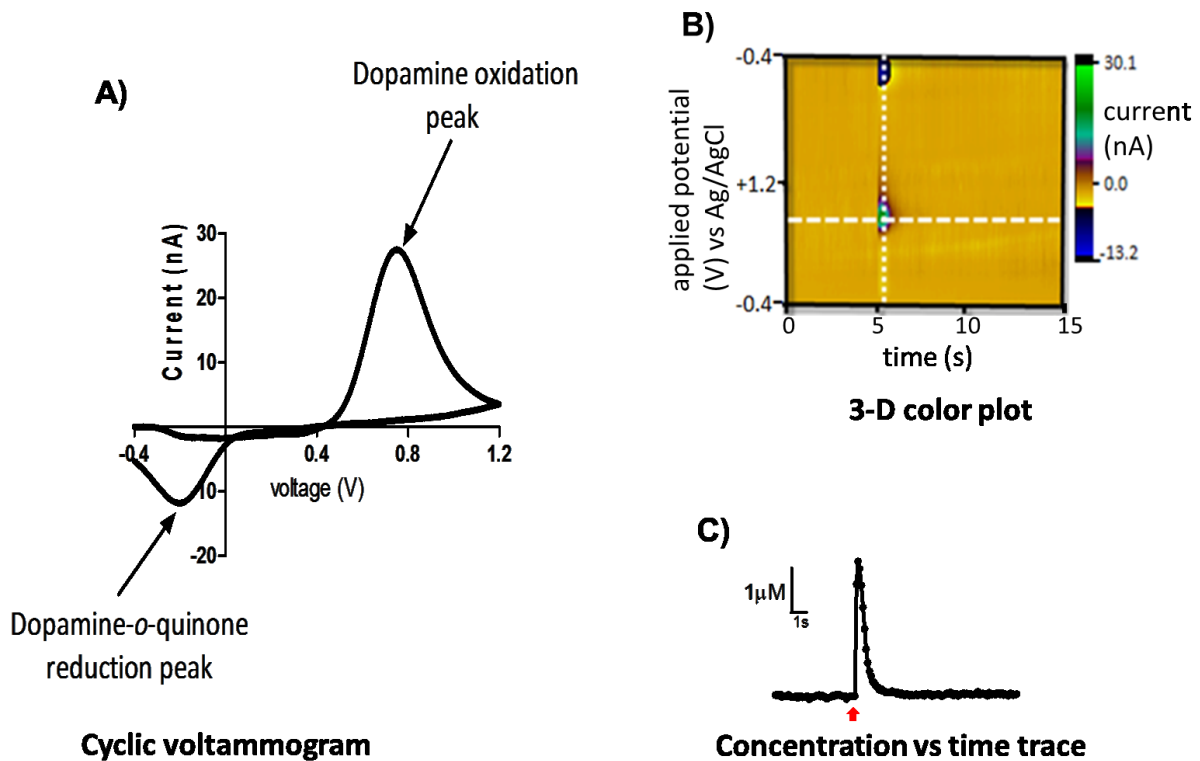 A)
Dopamine oxidation
peak
Current (nA)
30
20
10
-0.4
0.4
0.8
1.2
voltage (V)
10
-20
Dopamine-o-quinone
reduction peak
Cyclic voltammogram
B)
applied potential
(V) vs Ag/AgCl
-0.4
+1.2
-0.4
0
5
10
15
time (s)
30.1
current
(nA)
0.0
-13.2
3-D color plot
C)
1μM
1s
Concentration vs time trace